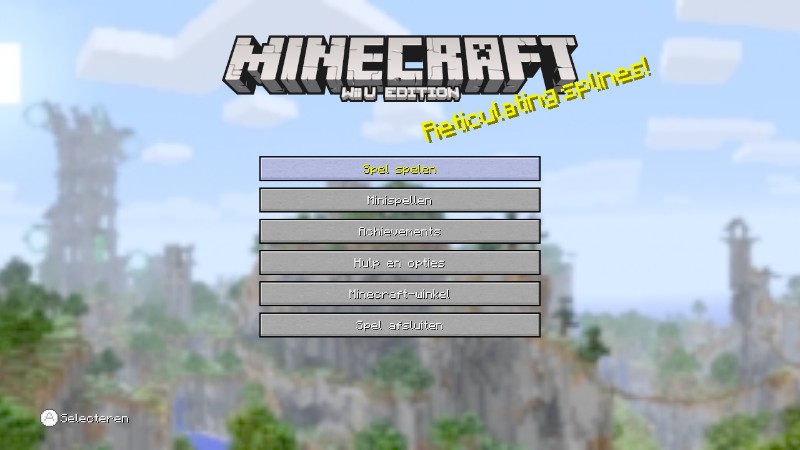 MINECRAFT
Wii U EDITION
Reticulating splines!
Spel spelen
Minispellen
Achievements
Hulp en opties
Minecraft-winkel
Spel afsluiten
A Selecteren